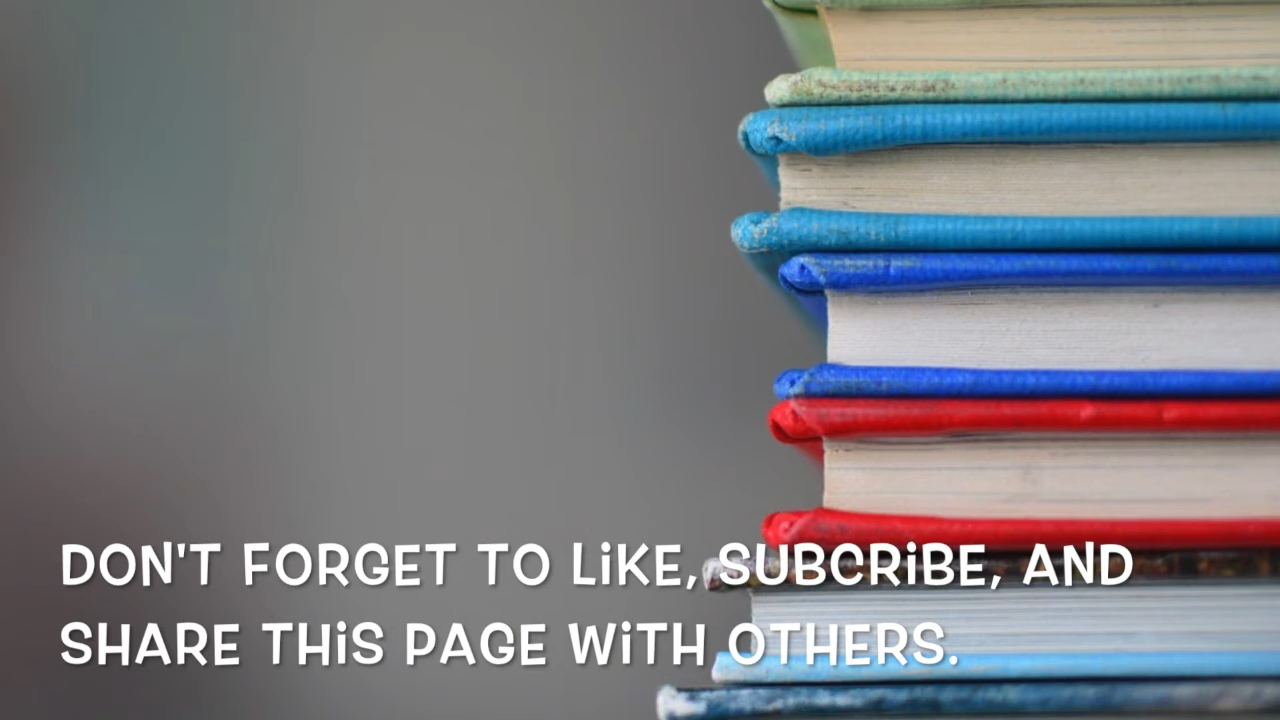 DON'T FORGET TO LiKE, SUBCRiBE, AND
SHARE THiS PAGE WiTH OTHERS.